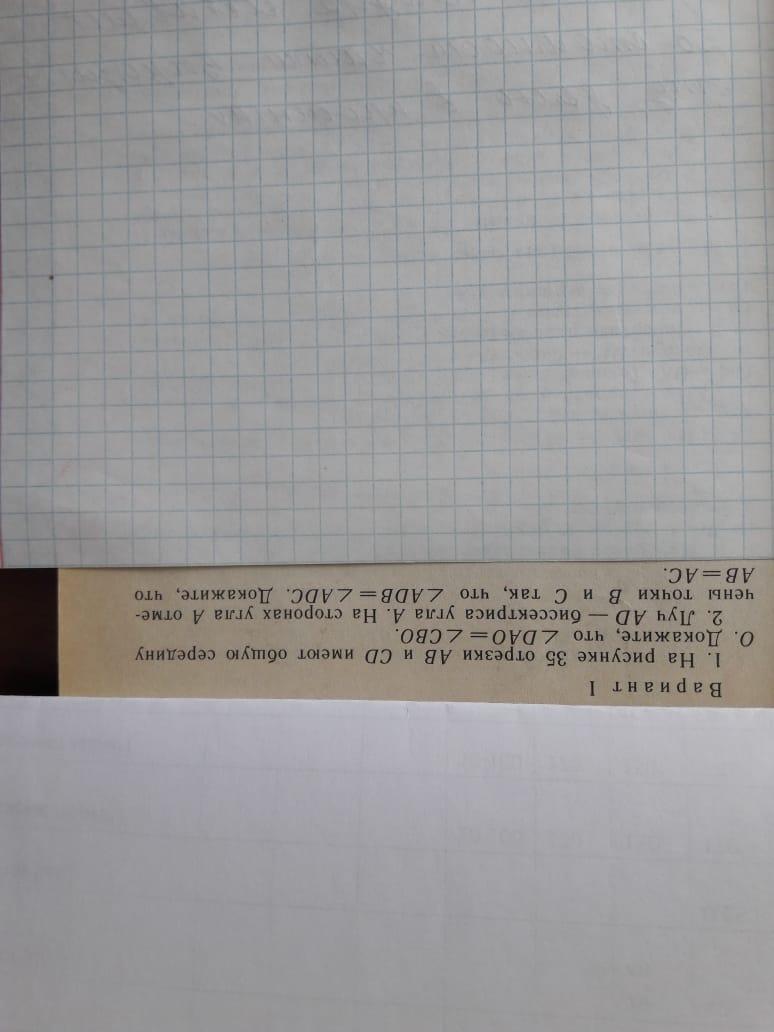 Вариант I
1. На рисунке 35 отрезки AB и CD имеют общую середину
O. Докажите, что ∠DAO=∠CBO.
2. Луч AD — биссектриса угла A. На сторонах угла A отме-
чены точки B и C так, что ∠ADB=∠ADC. Докажите, что
AB=AC.